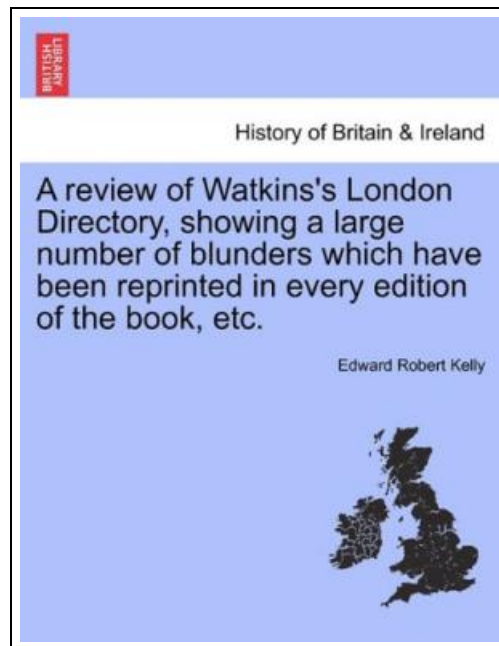 BRITISH
LIBRARY
History of Britain & Ireland
A review of Watkins's London
Directory, showing a large
number of blunders which have
been reprinted in every edition
of the book, etc.
Edward Robert Kelly